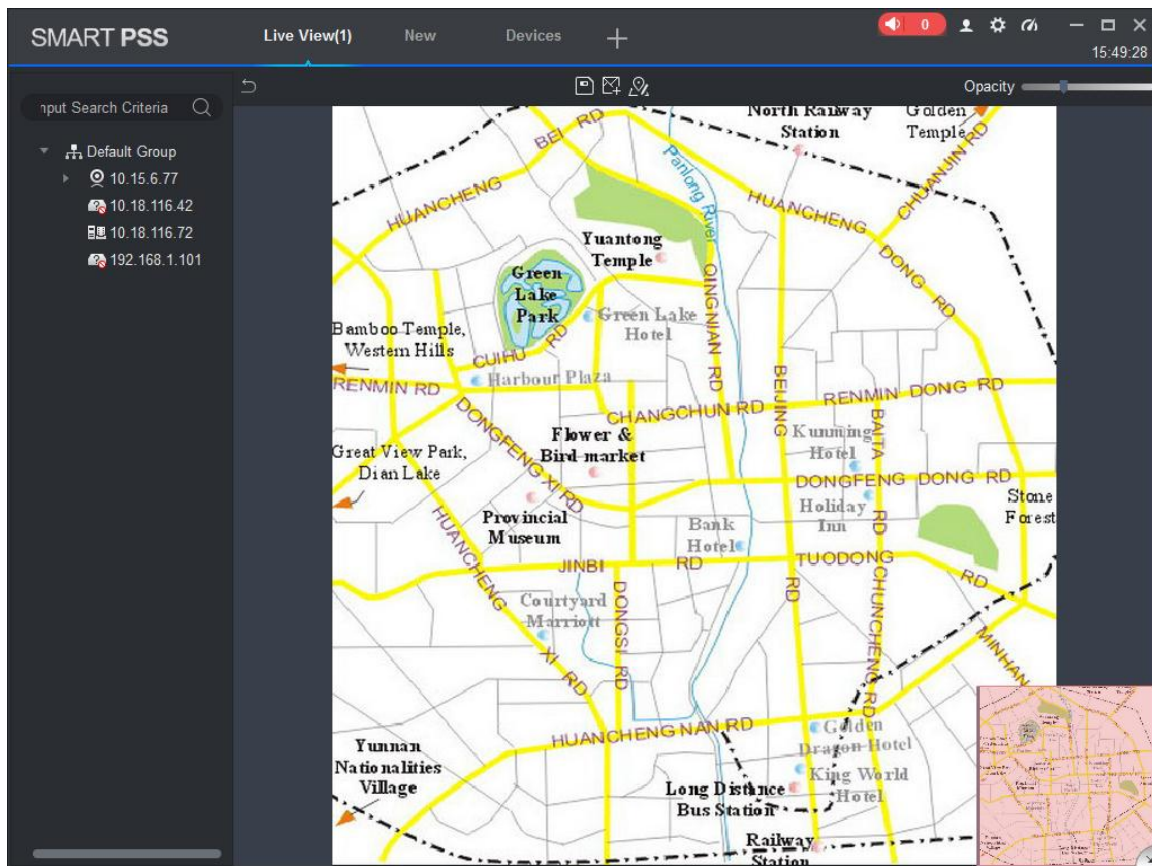 SMART PSS
Live View(1)
New
Devices
0
15:49:28
nput Search Criteria
Opacity
Default Group
10.15.6.77
10.18.116.42
10.18.116.72
192.168.1.101
North Railway
Station
Golden
Temple
BEI RD
HUANCHENG
Panlong River
CHUANJIN RD
HUANCHENG
DONG RD
Yuantong
Temple
Green
Lake
Park
QINGNIAN RD
Green Lake
Hotel
Bamboo Temple,
Western Hills
CUIHU RD
Harbour Plaza
RENMIN RD
BEIJING
RENMIN DONG RD
CHANGCHUN RD
DONGFENG XI RD
Flower &
Bird market
BAITA
Kunming
Hotel
Great View Park,
Dian Lake
DONGFENG DONG RD
Stone
Forest
Provincial
Museum
Bank
Hotel
Holiday
Inn
RD
HUANCHENG
JINBI RD
TUODONG
RD
RD
CHUNCHENG RD
Courtyard
Marriott
DONGSI RD
XI RD
MINHAN
HUANCHENG NAN RD
Golden
Dragon Hotel
Yunnan
Nationalities
Village
King World
Hotel
Long Distance
Bus Station
Railway
Station